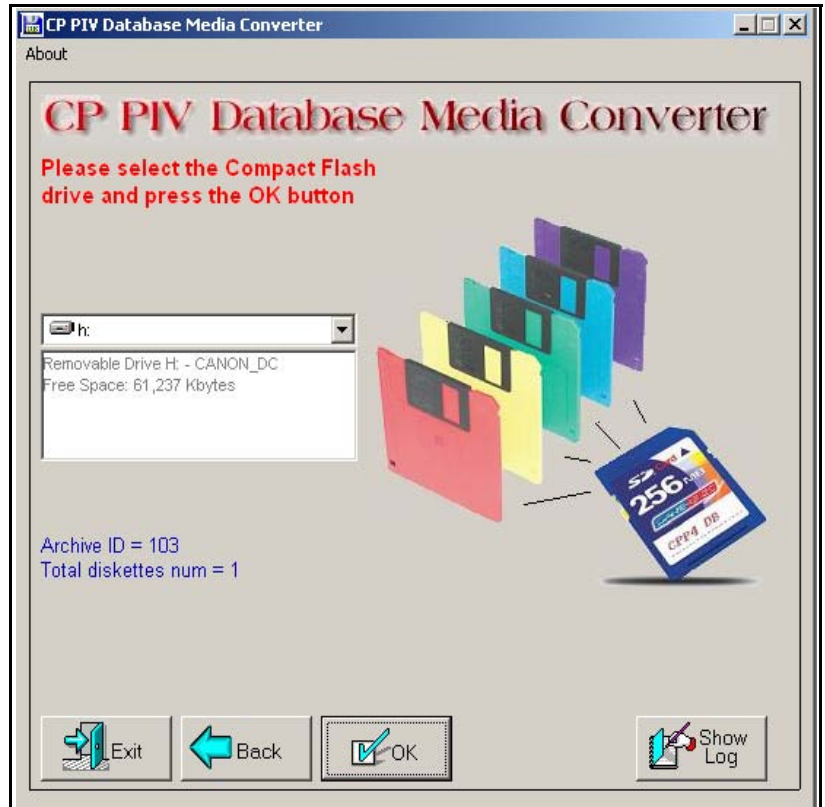 CP PIV Database Media Converter
About
CP PIV Database Media Converter
Please select the Compact Flash
drive and press the OK button
h:
Removable Drive H: - CANON_DC
Free Space: 61,237 Kbytes
SD Card
256 MB
CPP4 DB
Archive ID = 103
Total diskettes num = 1
Exit
Back
OK
Show
Log